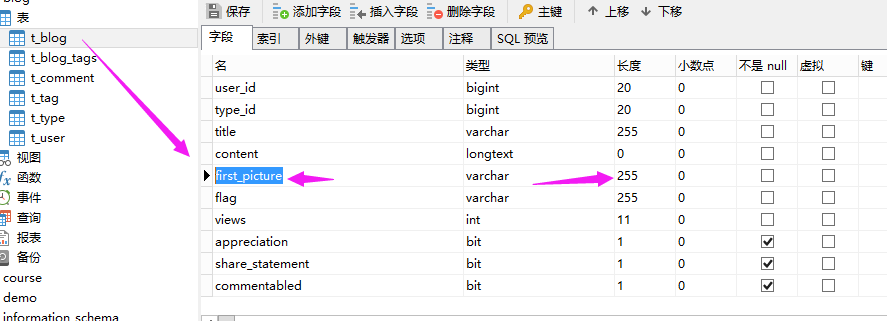 保存 添加字段 插入字段 删除字段 主键 上移 下移
表
t_blog
t_blog_tags
t_comment
t_tag
t_type
t_user
视图
函数
事件
查询
报表
备份
course
demo
information_schema
字段 索引 外键 触发器 选项 注释 SQL 预览
名 类型 长度 小数点 不是 null 虚拟 键
user_id bigint 20 0
type_id bigint 20 0
title varchar 255 0
content longtext 0 0
first_picture varchar 255 0
flag varchar 255 0
views int 11 0
appreciation bit 1 0
share_statement bit 1 0
commentabled bit 1 0